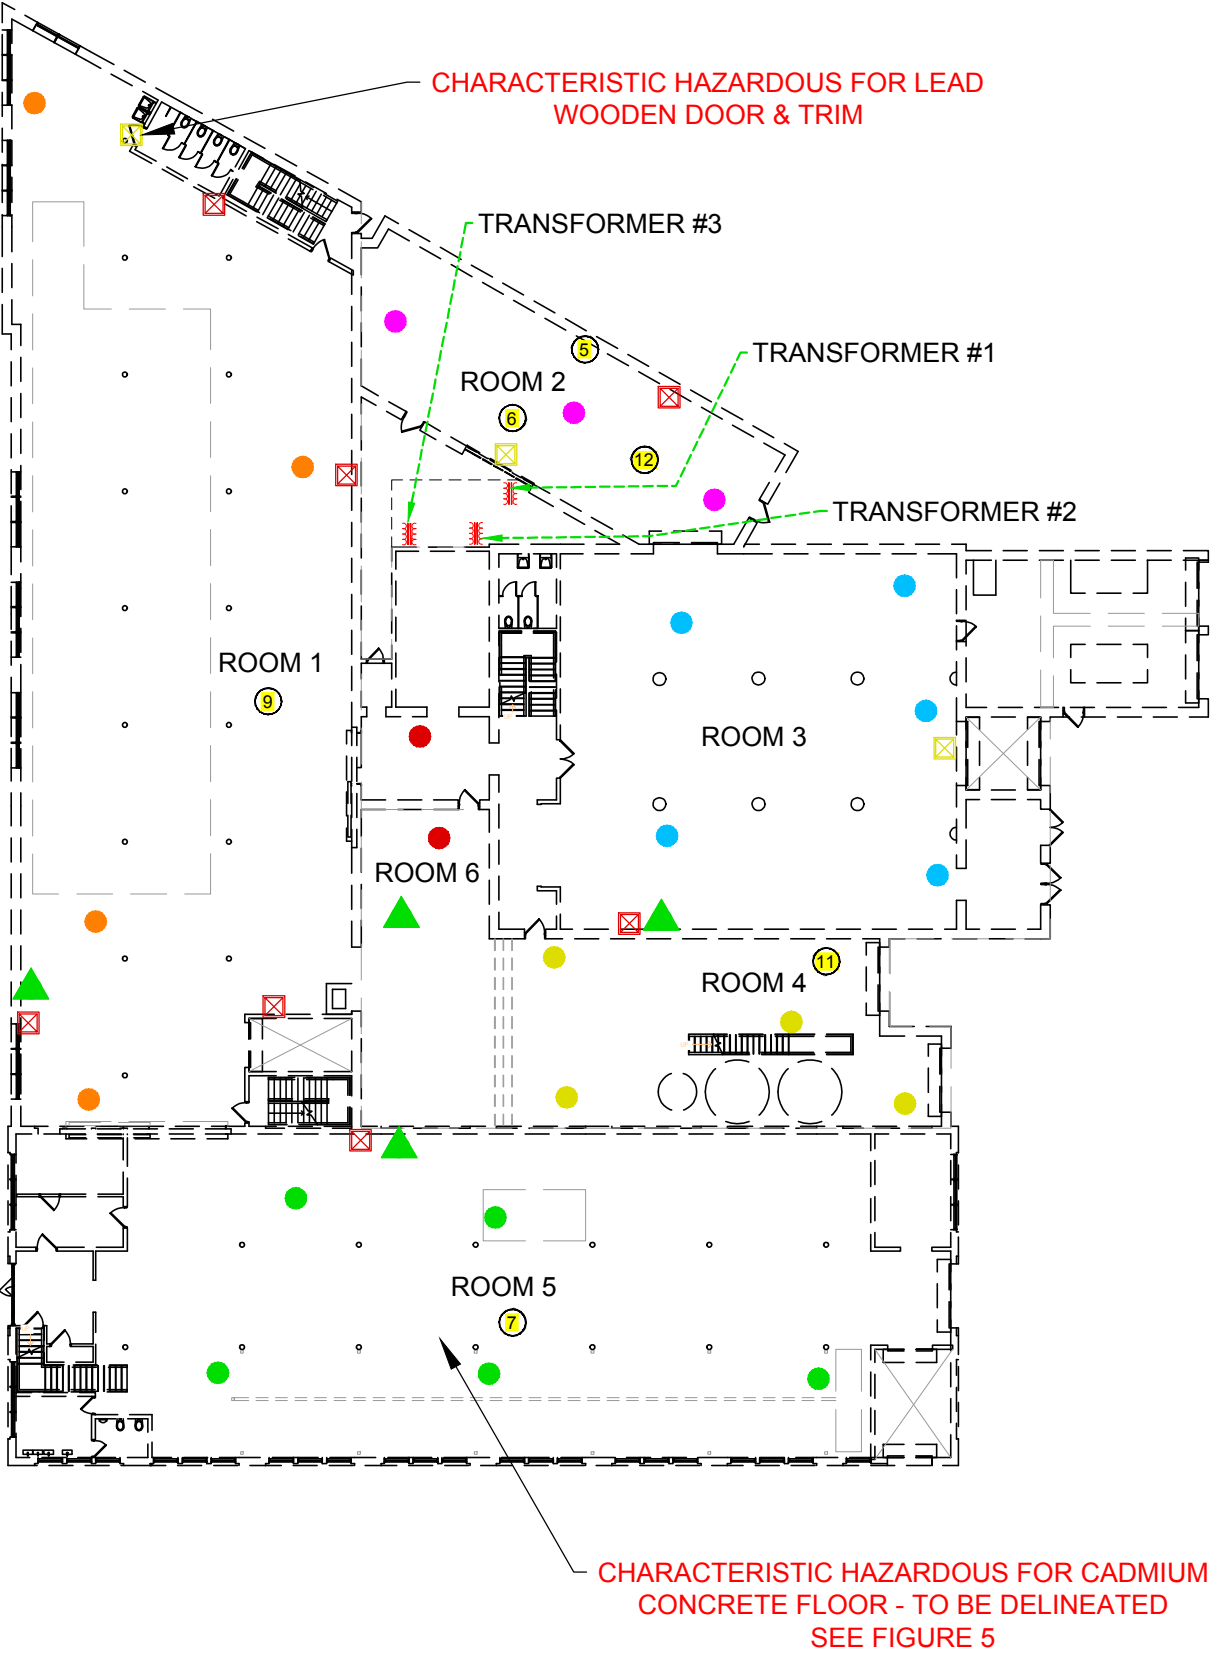 CHARACTERISTIC HAZARDOUS FOR LEAD
WOODEN DOOR & TRIM
TRANSFORMER #3
5
TRANSFORMER #1
ROOM 2
6
12
TRANSFORMER #2
ROOM 1
9
ROOM 3
ROOM 6
11
ROOM 4
ROOM 5
7
CHARACTERISTIC HAZARDOUS FOR CADMIUM
CONCRETE FLOOR - TO BE DELINEATED
SEE FIGURE 5